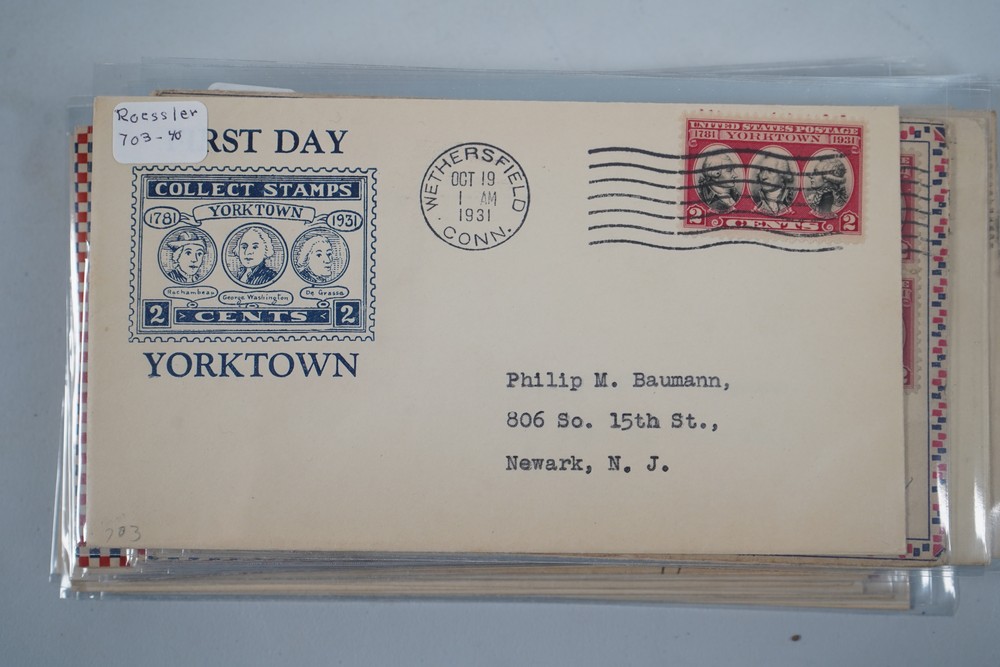 Roessler
703-40
RST DAY
COLLECT STAMPS
1781 YORKTOWN 1931
Rochambeau George Washington De Grasse
2 CENTS 2
YORKTOWN
WETHERSFIELD
OCT 19
1 AM
1931
CONN.
UNITED STATES POSTAGE
1781 YORKTOWN 1931
2 CENTS 2
Philip M. Baumann,
806 So. 15th St.,
Newark, N. J.
703